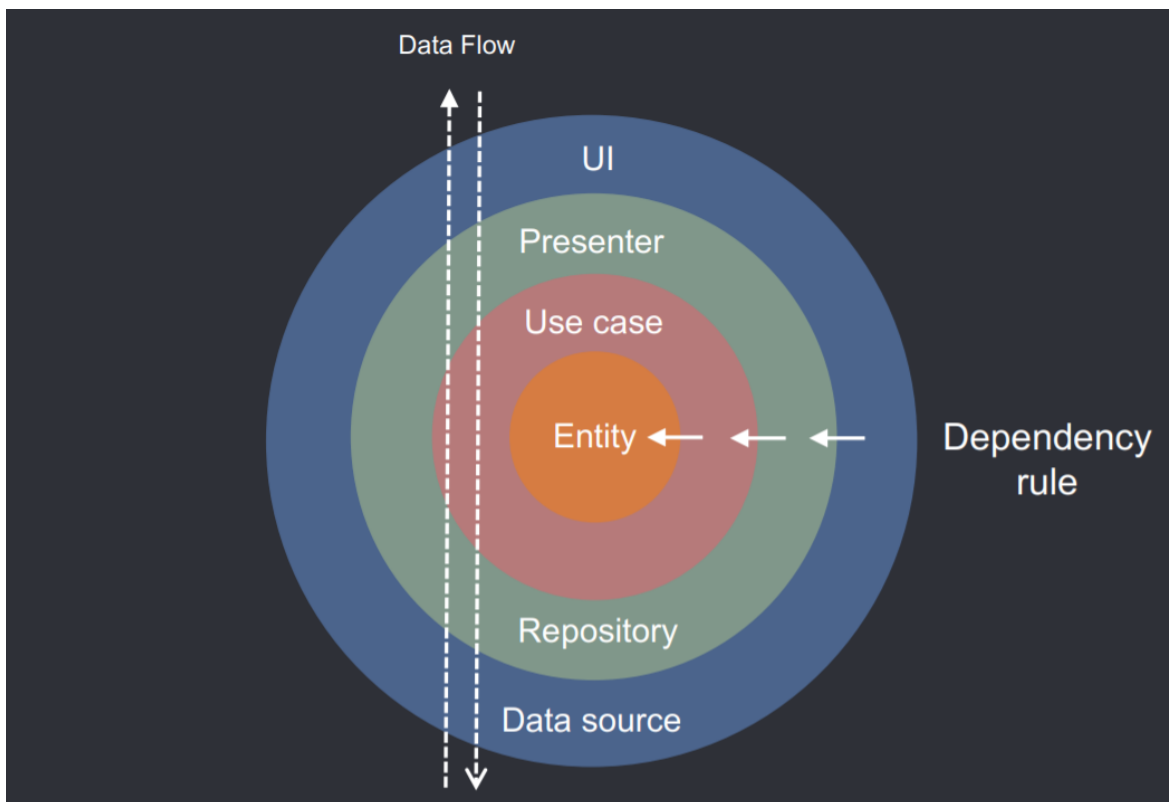 Data Flow
UI
Presenter
Use case
Entity
Dependency
rule
Repository
Data source